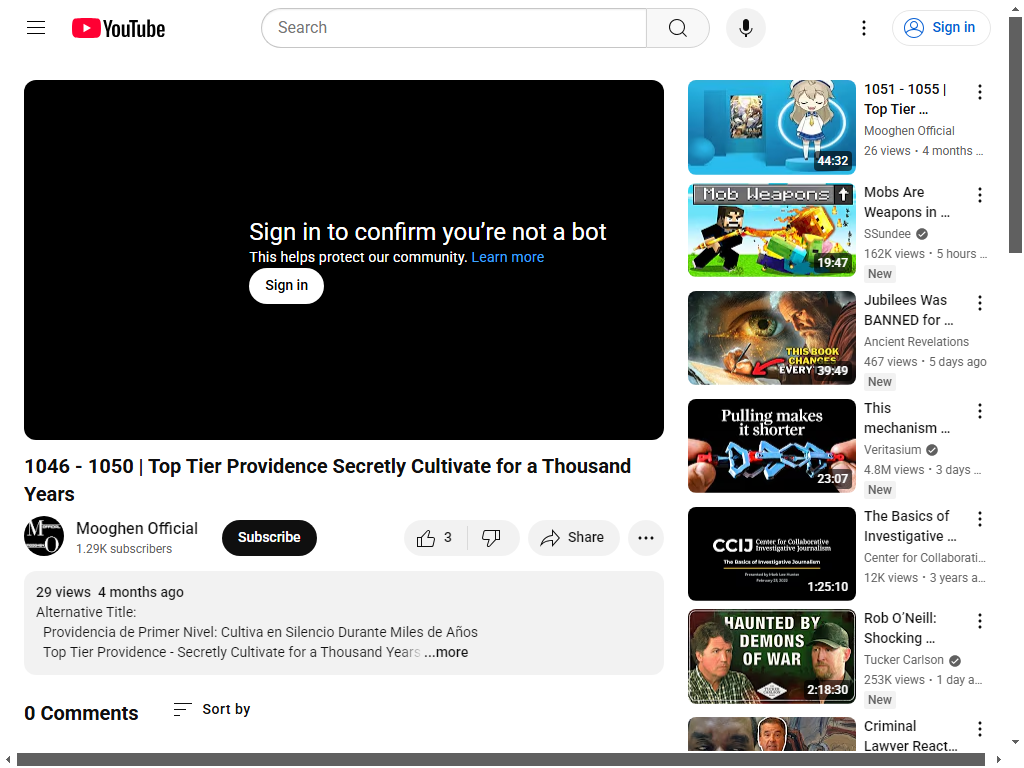 YouTube
Search
Sign in
Sign in to confirm you’re not a bot
This helps protect our community. Learn more
Sign in
1046 - 1050 | Top Tier Providence Secretly Cultivate for a Thousand
Years
Mooghen Official
1.29K subscribers
Subscribe
3
Share
29 views 4 months ago
Alternative Title:
Providencia de Primer Nivel: Cultiva en Silencio Durante Miles de Años
Top Tier Providence - Secretly Cultivate for a Thousand Years ...more
0 Comments
Sort by
44:32
1051 - 1055 |
Top Tier …
Mooghen Official
26 views • 4 months …
Mob Weapons
19:47
Mobs Are
Weapons in …
SSundee
162K views • 5 hours …
New
THIS BOOK
CHANGES
EVERY
39:49
Jubilees Was
BANNED for …
Ancient Revelations
467 views • 5 days ago
New
Pulling makes
it shorter
23:07
This
mechanism …
Veritasium
4.8M views • 3 days …
New
CCIJ Center for Collaborative
Investigative Journalism
The Basics of Investigative Journalism
Presented by Mark Lee Hunter
1:25:10
The Basics of
Investigative …
Center for Collaborati…
12K views • 3 years a…
HAUNTED BY
DEMONS
OF WAR
2:18:30
Rob O’Neill:
Shocking …
Tucker Carlson
253K views • 1 day a…
New
Criminal
Lawyer React…